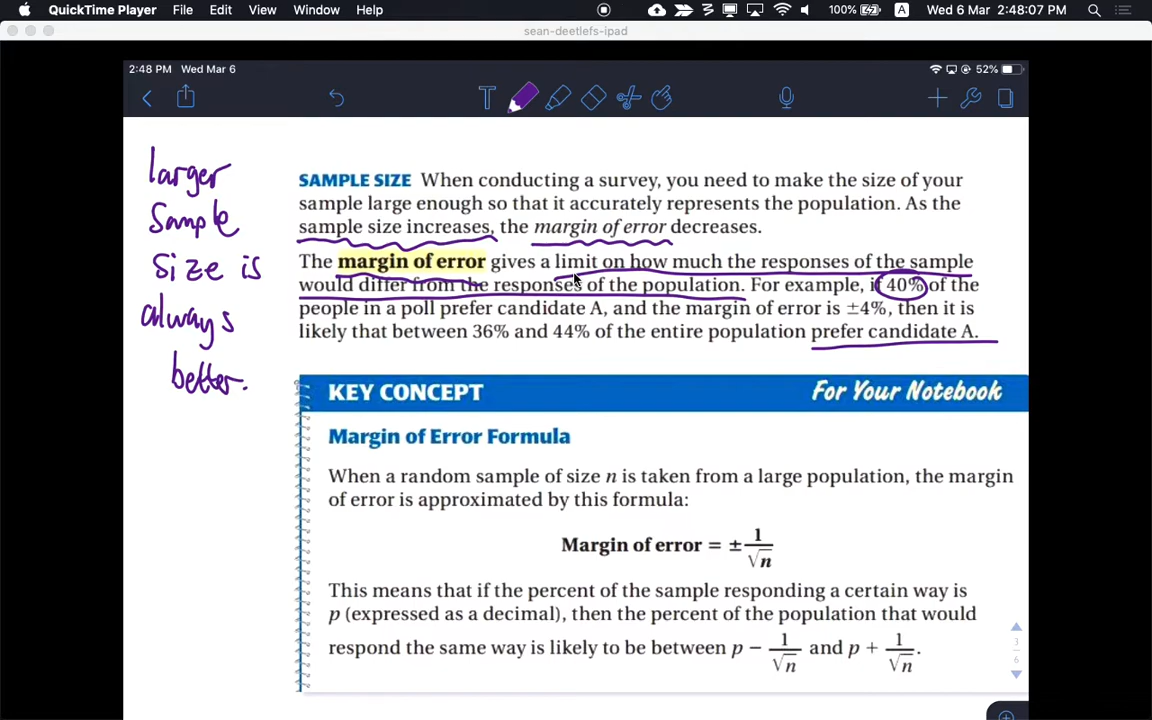 QuickTime Player File Edit View Window Help 100% A Wed 6 Mar 2:48:07 PM
sean-deetlefs-ipad
2:48 PM Wed Mar 6 52%
T
larger
Sample
size is
always
better.
SAMPLE SIZE When conducting a survey, you need to make the size of your
sample large enough so that it accurately represents the population. As the
sample size increases, the margin of error decreases.
The margin of error gives a limit on how much the responses of the sample
would differ from the responses of the population. For example, if 40% of the
people in a poll prefer candidate A, and the margin of error is ±4%, then it is
likely that between 36% and 44% of the entire population prefer candidate A.
KEY CONCEPT For Your Notebook
Margin of Error Formula
When a random sample of size n is taken from a large population, the margin
of error is approximated by this formula:
Margin of error = ± 1/√n
This means that if the percent of the sample responding a certain way is
p (expressed as a decimal), then the percent of the population that would
respond the same way is likely to be between p − 1/√n and p + 1/√n.
3
6